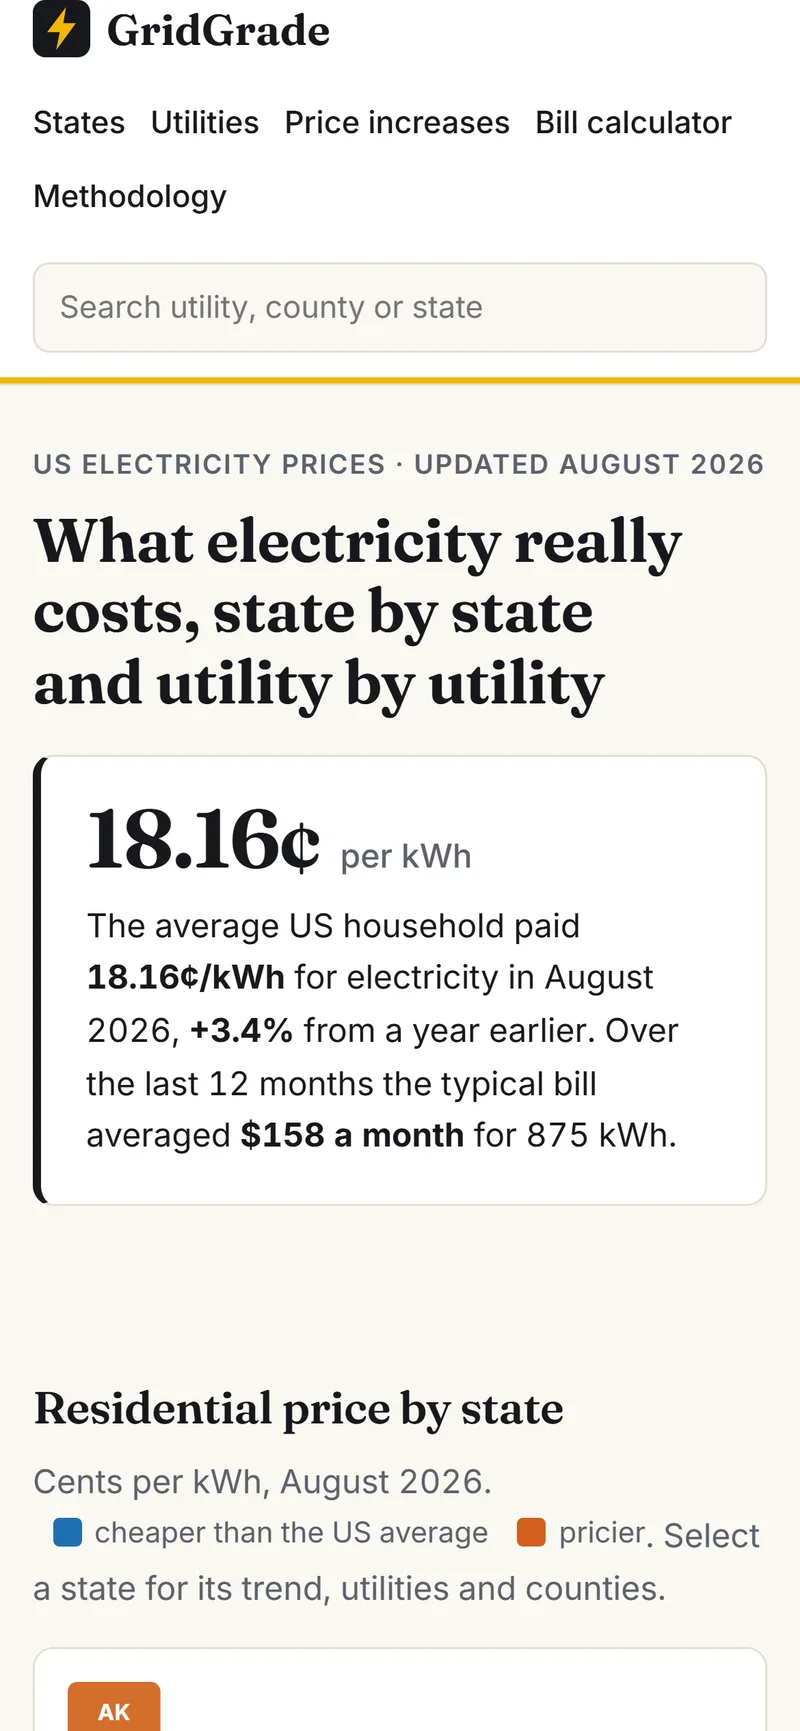 GridGrade
States Utilities Price increases Bill calculator
Methodology
Search utility, county or state
US ELECTRICITY PRICES · UPDATED AUGUST 2026
What electricity really
costs, state by state
and utility by utility
18.16¢ per kWh
The average US household paid
18.16¢/kWh for electricity in August
2026, +3.4% from a year earlier. Over
the last 12 months the typical bill
averaged $158 a month for 875 kWh.
Residential price by state
Cents per kWh, August 2026.
cheaper than the US average pricier. Select
a state for its trend, utilities and counties.
AK